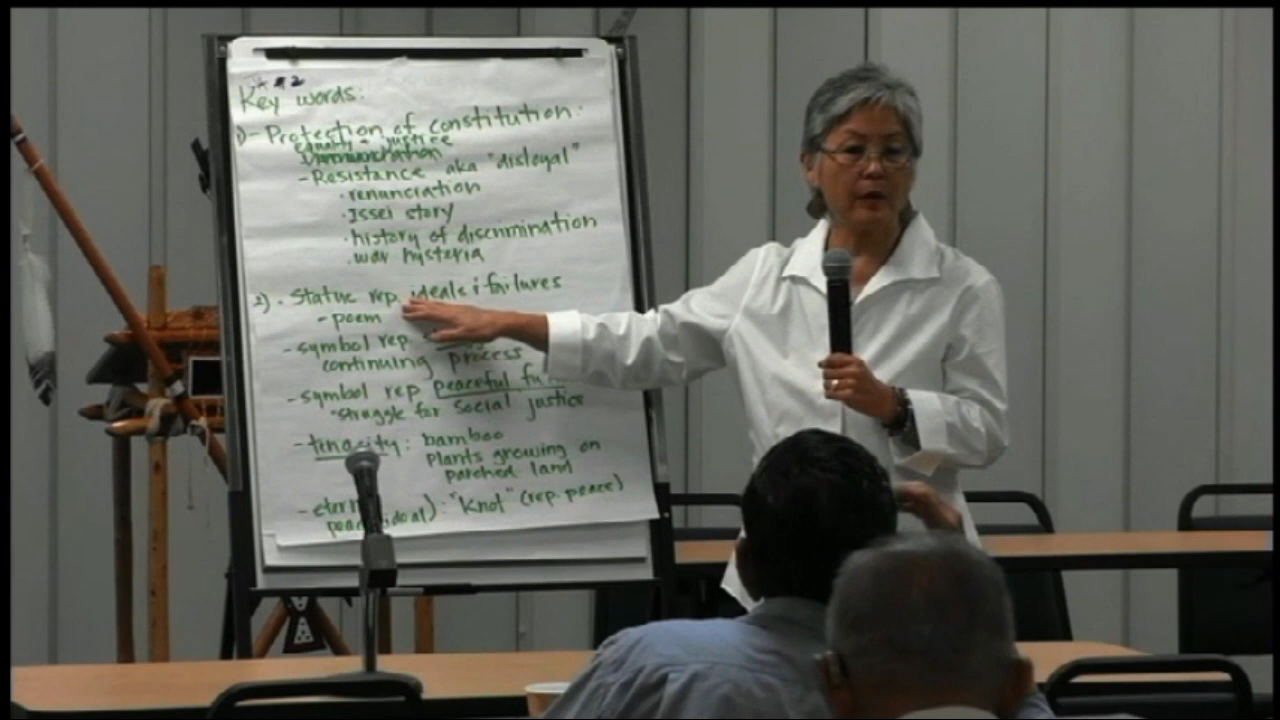 * #2
Key words:
1) - Protection of constitution:
equality + justice
- Resistance aka "disloyal"
· renunciation
· Issei story
· history of discrimination
· war hysteria
2) · Statue rep. ideals & failures
- poem
- symbol rep.
continuing process
- symbol rep peaceful
"struggle for social justice
- tenacity: bamboo
plants growing on
parched land
- : "Knot" (rep. peace)